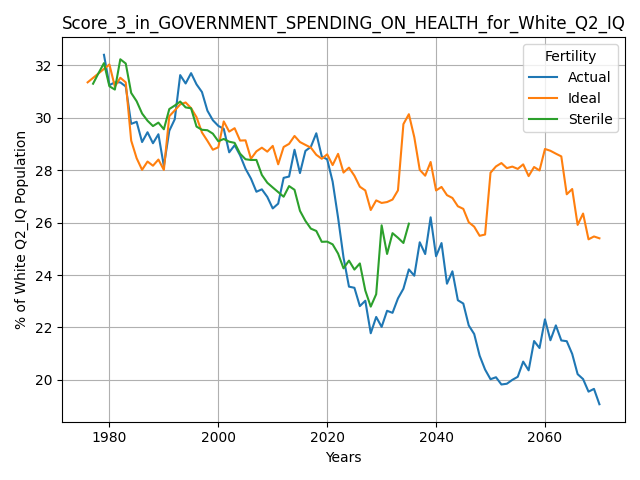 Score_3_in_GOVERNMENT_SPENDING_ON_HEALTH_for_White_Q2_IQ
% of White Q2_IQ Population
32
30
28
26
24
22
20
Fertility
Actual
Ideal
Sterile
1980 2000 2020 2040 2060
Years